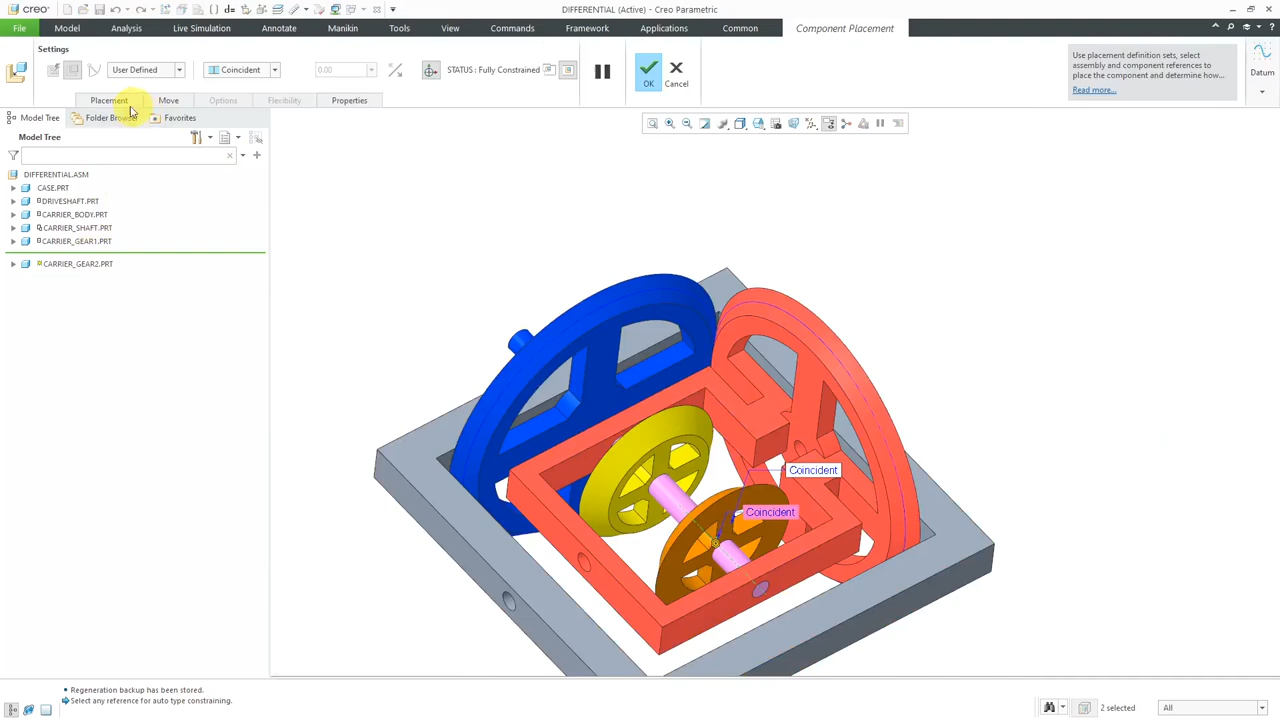 creo
DIFFERENTIAL (Active) - Creo Parametric
File
Model
Analysis
Live Simulation
Annotate
Manikin
Tools
View
Commands
Framework
Applications
Common
Component Placement
Settings
User Defined
Coincident
0.00
STATUS : Fully Constrained
OK
Cancel
Use placement definition sets, select
assembly and component references to
place the component and determine how...
Read more...
Datum
Placement
Move
Options
Flexibility
Properties
Model Tree
Folder Brows
Favorites
Model Tree
DIFFERENTIAL.ASM
CASE.PRT
DRIVESHAFT.PRT
CARRIER_BODY.PRT
CARRIER_SHAFT.PRT
CARRIER_GEAR1.PRT
CARRIER_GEAR2.PRT
Coincident
Coincident
Regeneration backup has been stored.
Select any reference for auto type constraining.
2 selected
All